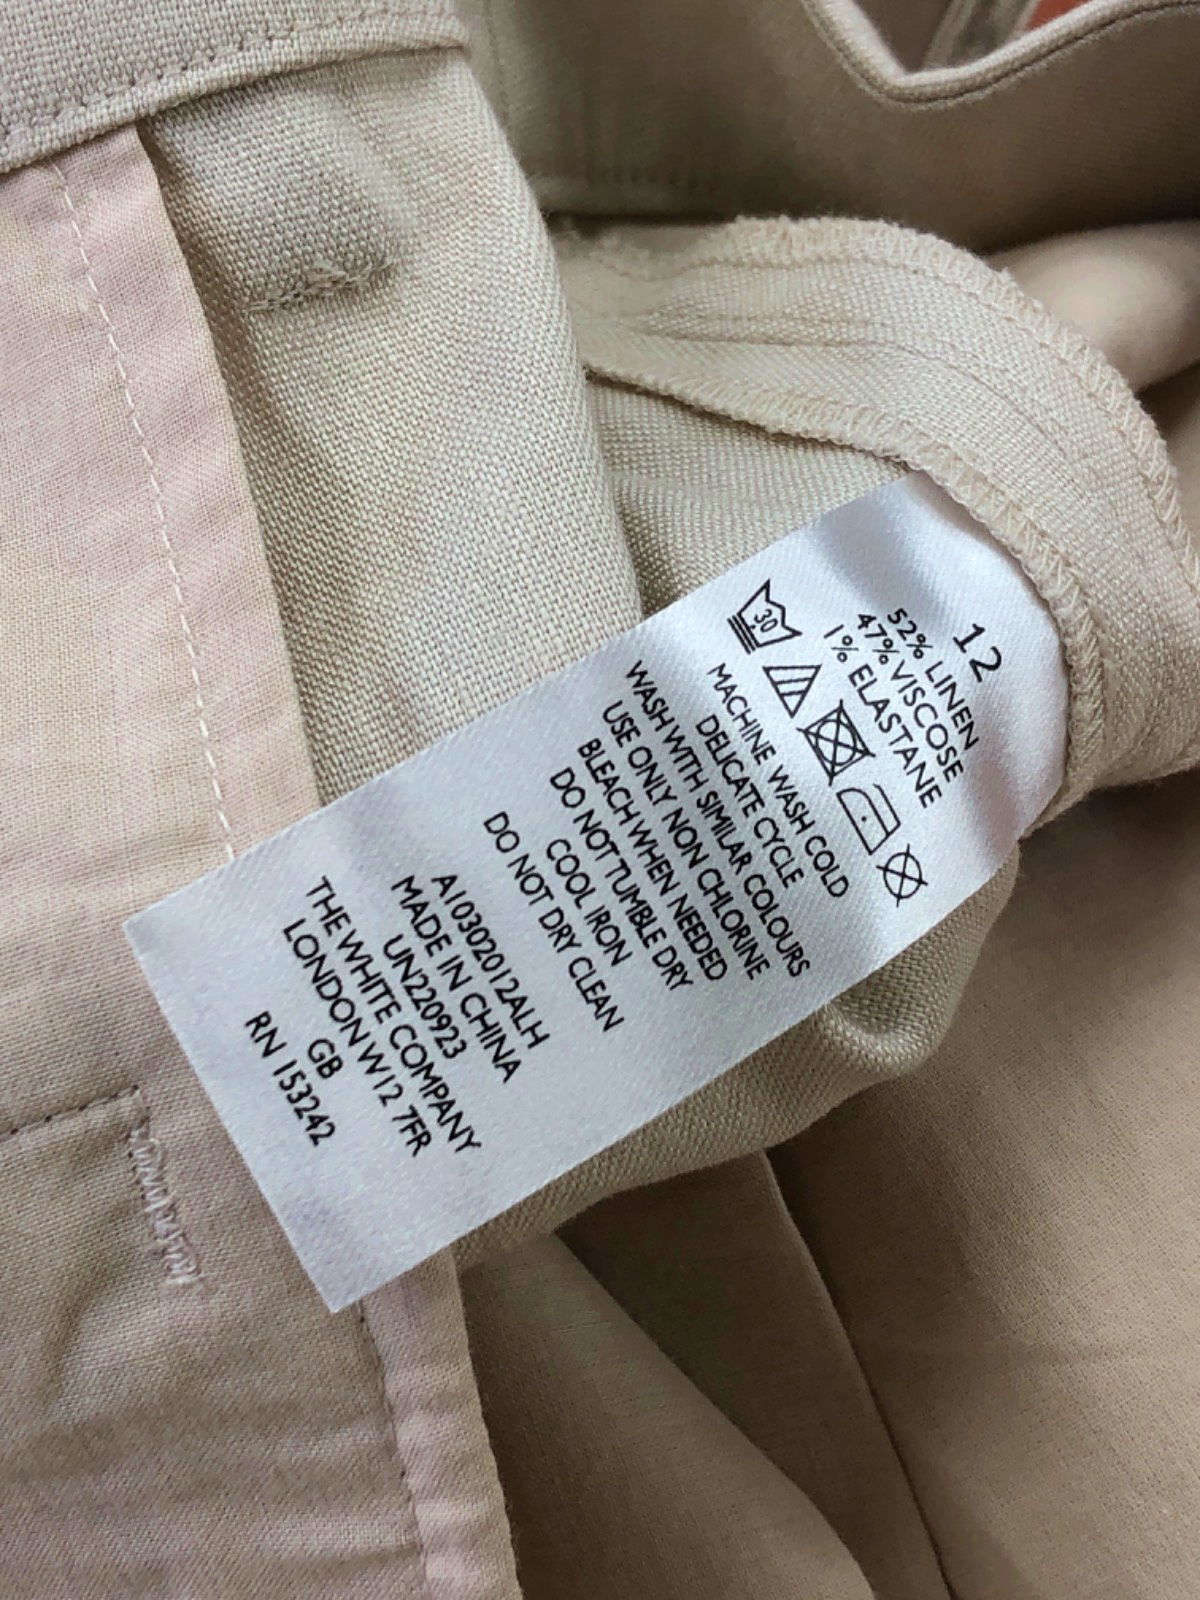 12
52% LINEN
47% VISCOSE
1% ELASTANE
30
MACHINE WASH COLD
DELICATE CYCLE
WASH WITH SIMILAR COLOURS
USE ONLY NON CHLORINE
BLEACH WHEN NEEDED
DO NOT TUMBLE DRY
COOL IRON
DO NOT DRY CLEAN
A10302012ALH
MADE IN CHINA
UN220923
THE WHITE COMPANY
LONDON W12 7FR
GB
RN 153242